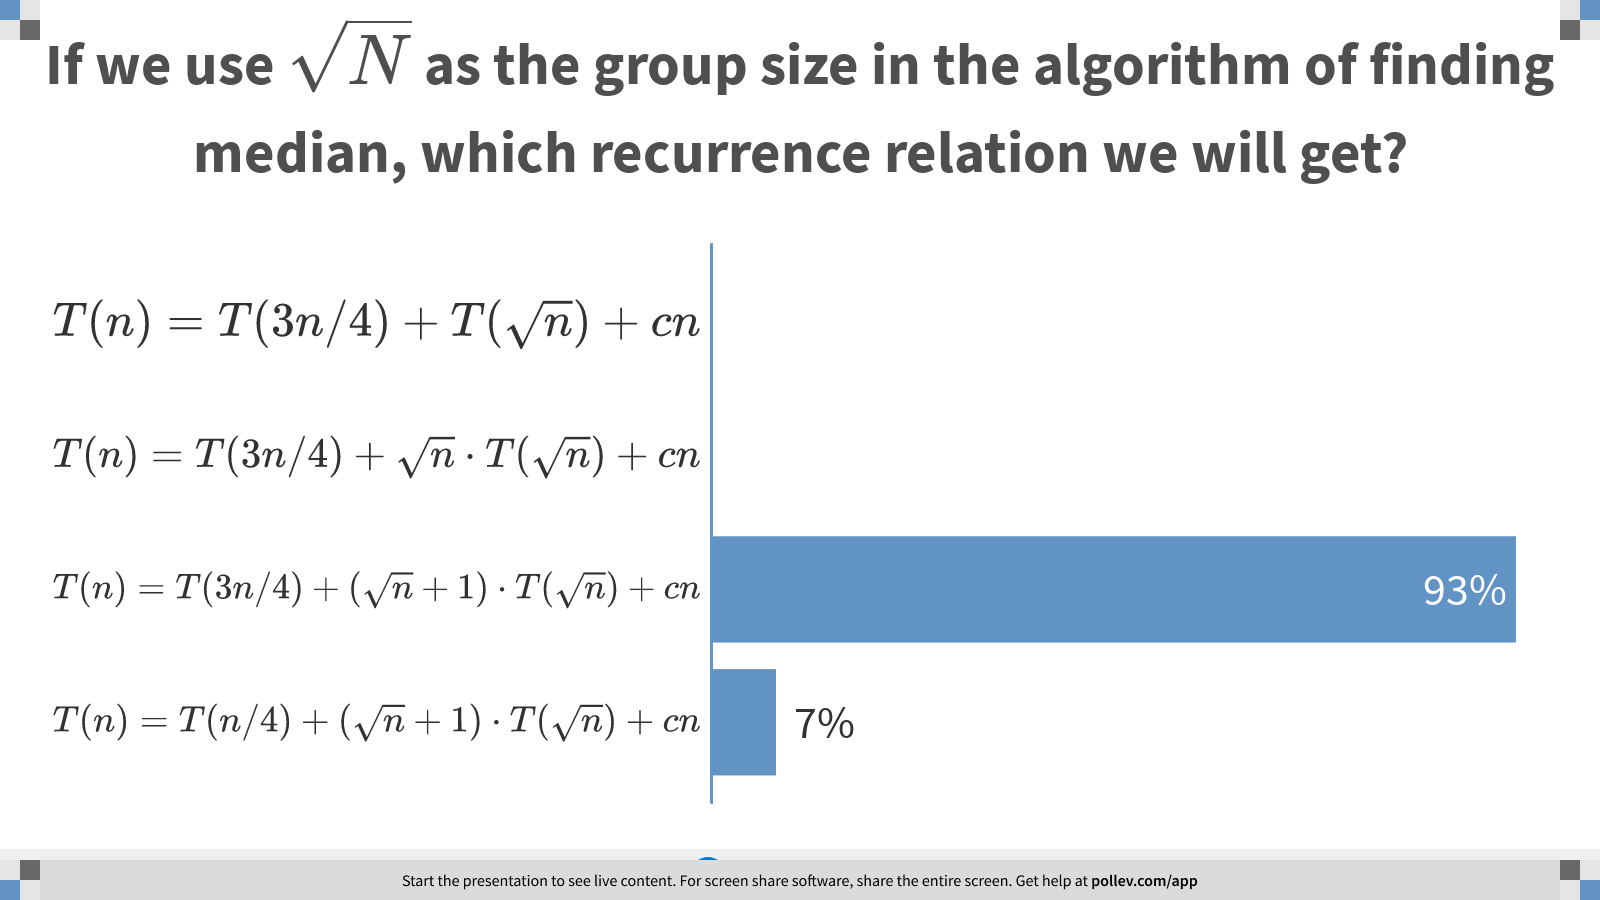 If we use √N as the group size in the algorithm of finding
median, which recurrence relation we will get?
T(n) = T(3n/4) + T(√n) + cn
T(n) = T(3n/4) + √n · T(√n) + cn
T(n) = T(3n/4) + (√n + 1) · T(√n) + cn
93%
T(n) = T(n/4) + (√n + 1) · T(√n) + cn
7%
Start the presentation to see live content. For screen share software, share the entire screen. Get help at pollev.com/app